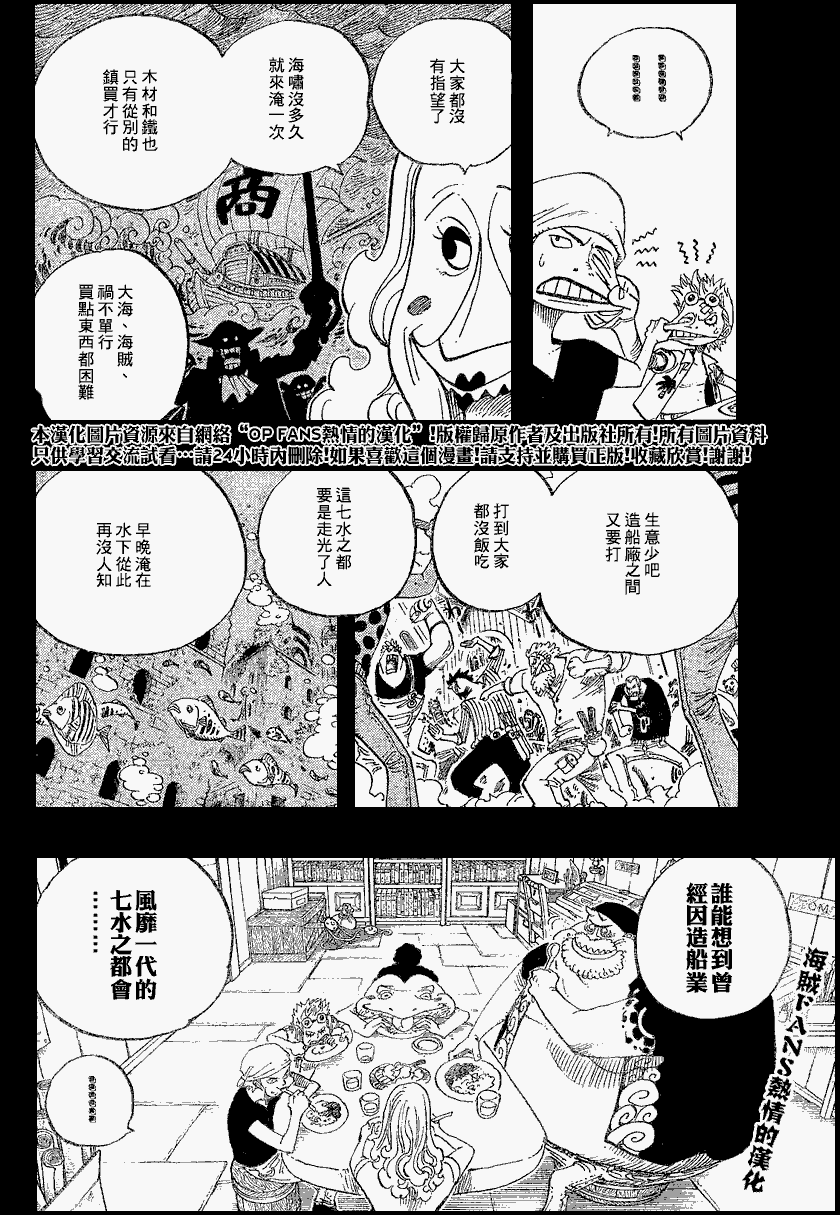 大家都沒
有指望了
海嘯沒多久
就來淹一次
木材和鐵也
只有從別的
鎮買才行
商
大海、海賊、
禍不單行
買點東西都困難
本漢化圖片資源來自網絡“OP FANS熱情的漢化”!版權歸原作者及出版社所有!所有圖片資料
只供學習交流試看…請24小時內刪除!如果喜歡這個漫畫!請支持並購買正版!收藏欣賞!謝謝!
生意少吧
造船廠之間
又要打
打到大家
都沒飯吃
這七水之都
要是走光了人
早晚淹在
水下從此
再沒人知
誰能想到曾
經因造船業
風靡一代的
七水之都會
………
海賊FANS熱情的漢化